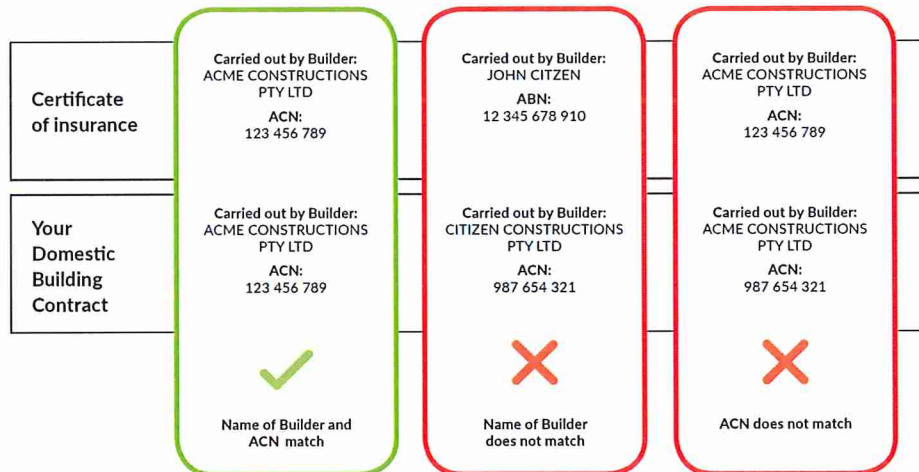 Certificate
of insurance
Carried out by Builder:
ACME CONSTRUCTIONS
PTY LTD
ACN:
123 456 789
Carried out by Builder:
JOHN CITZEN
ABN:
12 345 678 910
Carried out by Builder:
ACME CONSTRUCTIONS
PTY LTD
ACN:
123 456 789
Your
Domestic
Building
Contract
Carried out by Builder:
ACME CONSTRUCTIONS
PTY LTD
ACN:
123 456 789
Carried out by Builder:
CITIZEN CONSTRUCTIONS
PTY LTD
ACN:
987 654 321
Carried out by Builder:
ACME CONSTRUCTIONS
PTY LTD
ACN:
987 654 321
Name of Builder and
ACN match
Name of Builder
does not match
ACN does not match